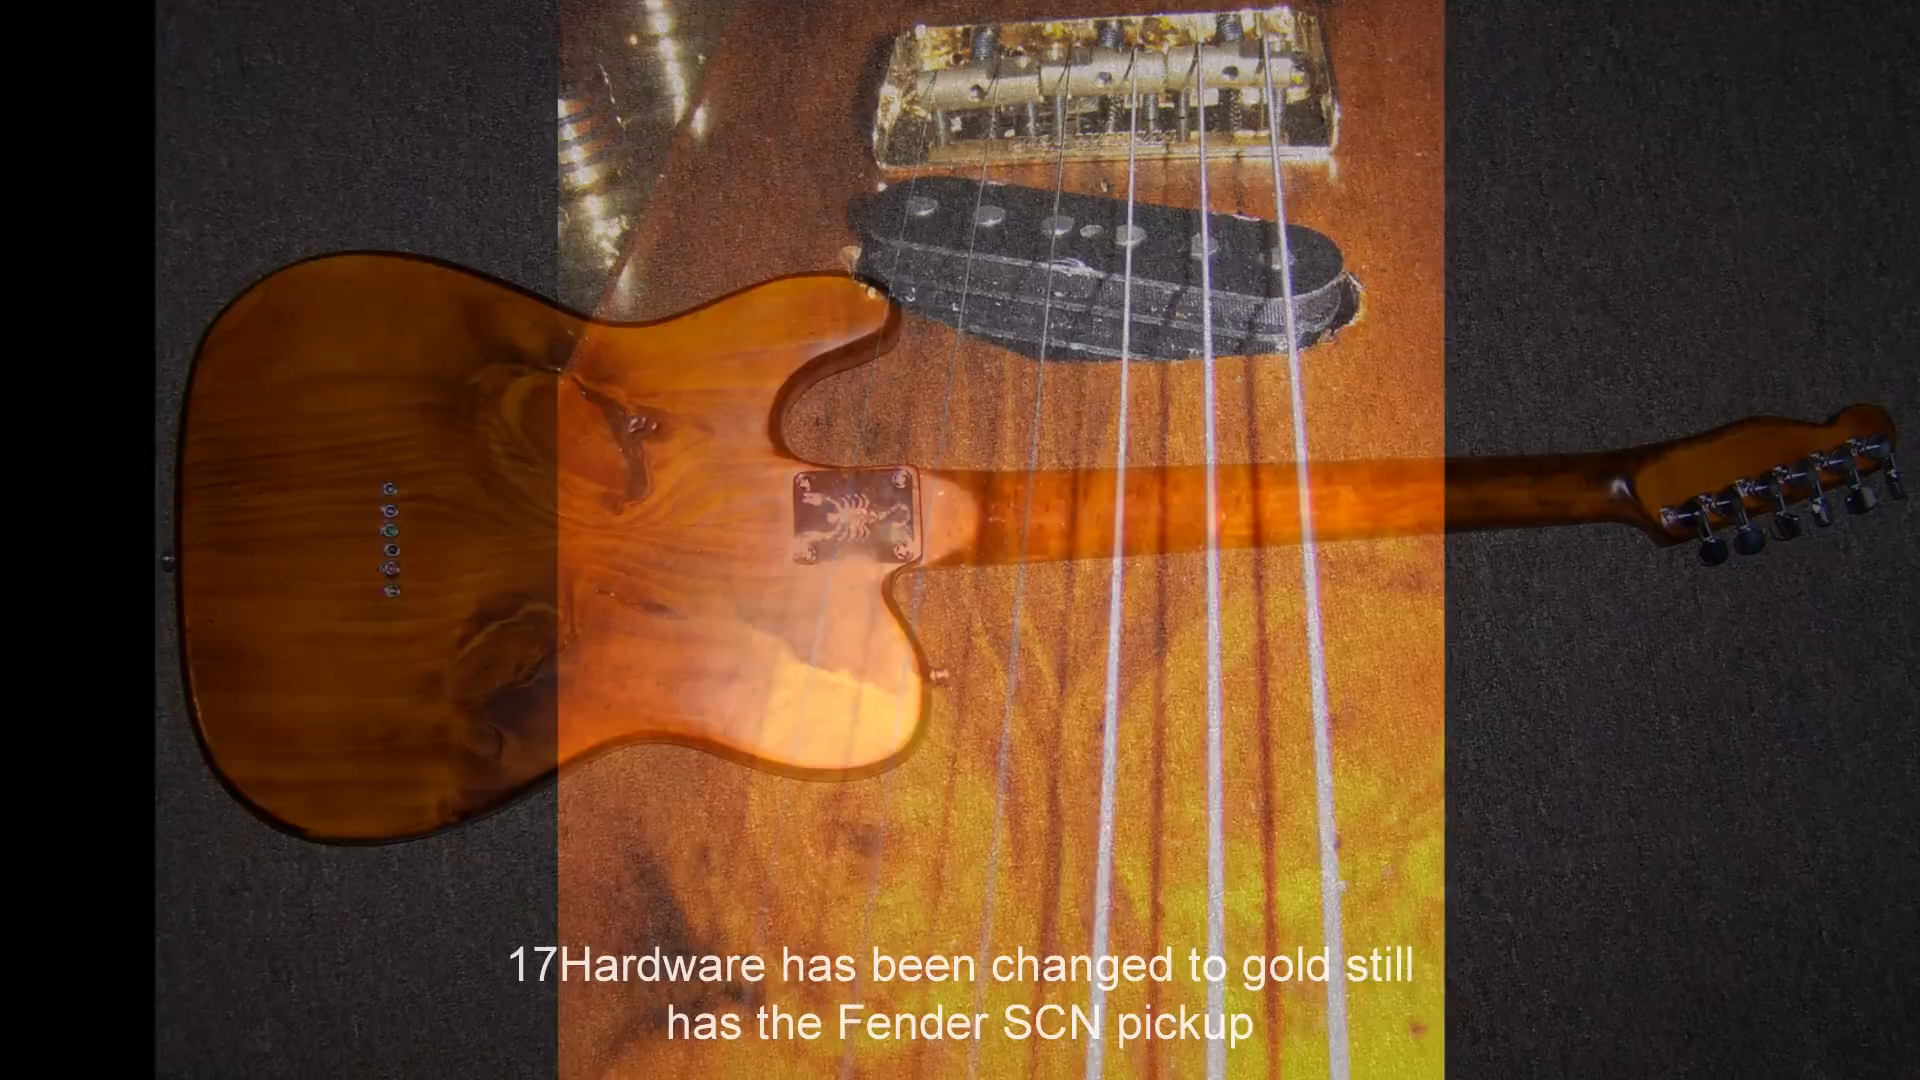 17Hardware has been changed to gold still
has the Fender SCN pickup